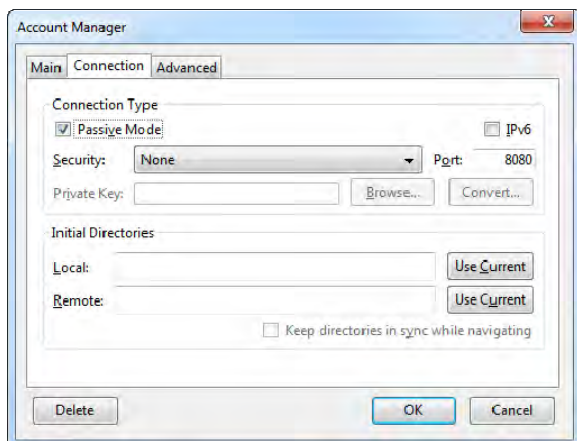 Account Manager
X
Main Connection Advanced
Connection Type
Passive Mode IPv6
Security: None Port: 8080
Private Key: Browse... Convert...
Initial Directories
Local: Use Current
Remote: Use Current
Keep directories in sync while navigating
Delete OK Cancel